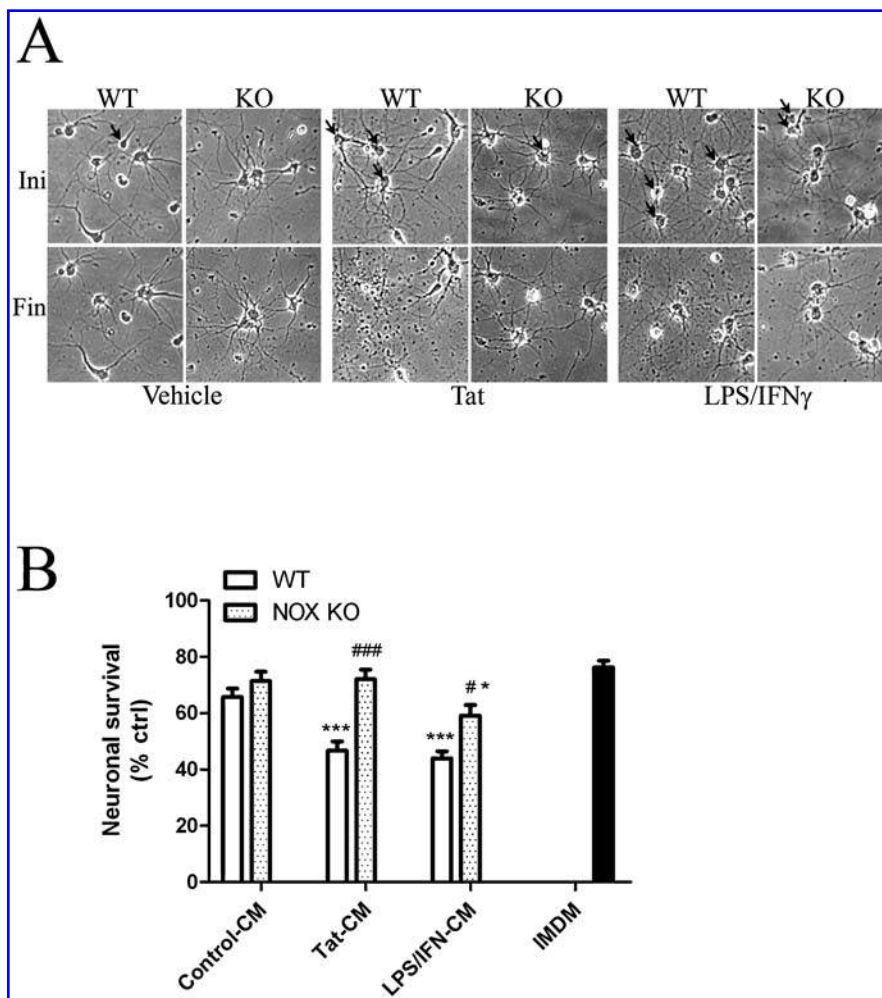 A
WT KO WT KO WT KO
Ini
Fin
Vehicle Tat LPS/IFNγ
B
WT
NOX KO
Neuronal survival
(% ctrl)
100
80
60
40
20
0
***
###
***
# *
Control-CM
Tat-CM
LPS/IFN-CM
IMDM